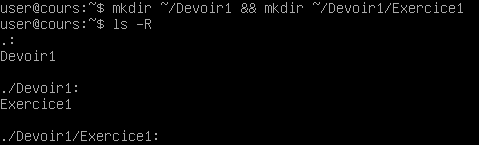 user@cours:~$ mkdir ~/Devoir1 && mkdir ~/Devoir1/Exercice1
user@cours:~$ ls -R
.:
Devoir1
./Devoir1:
Exercice1
./Devoir1/Exercice1: